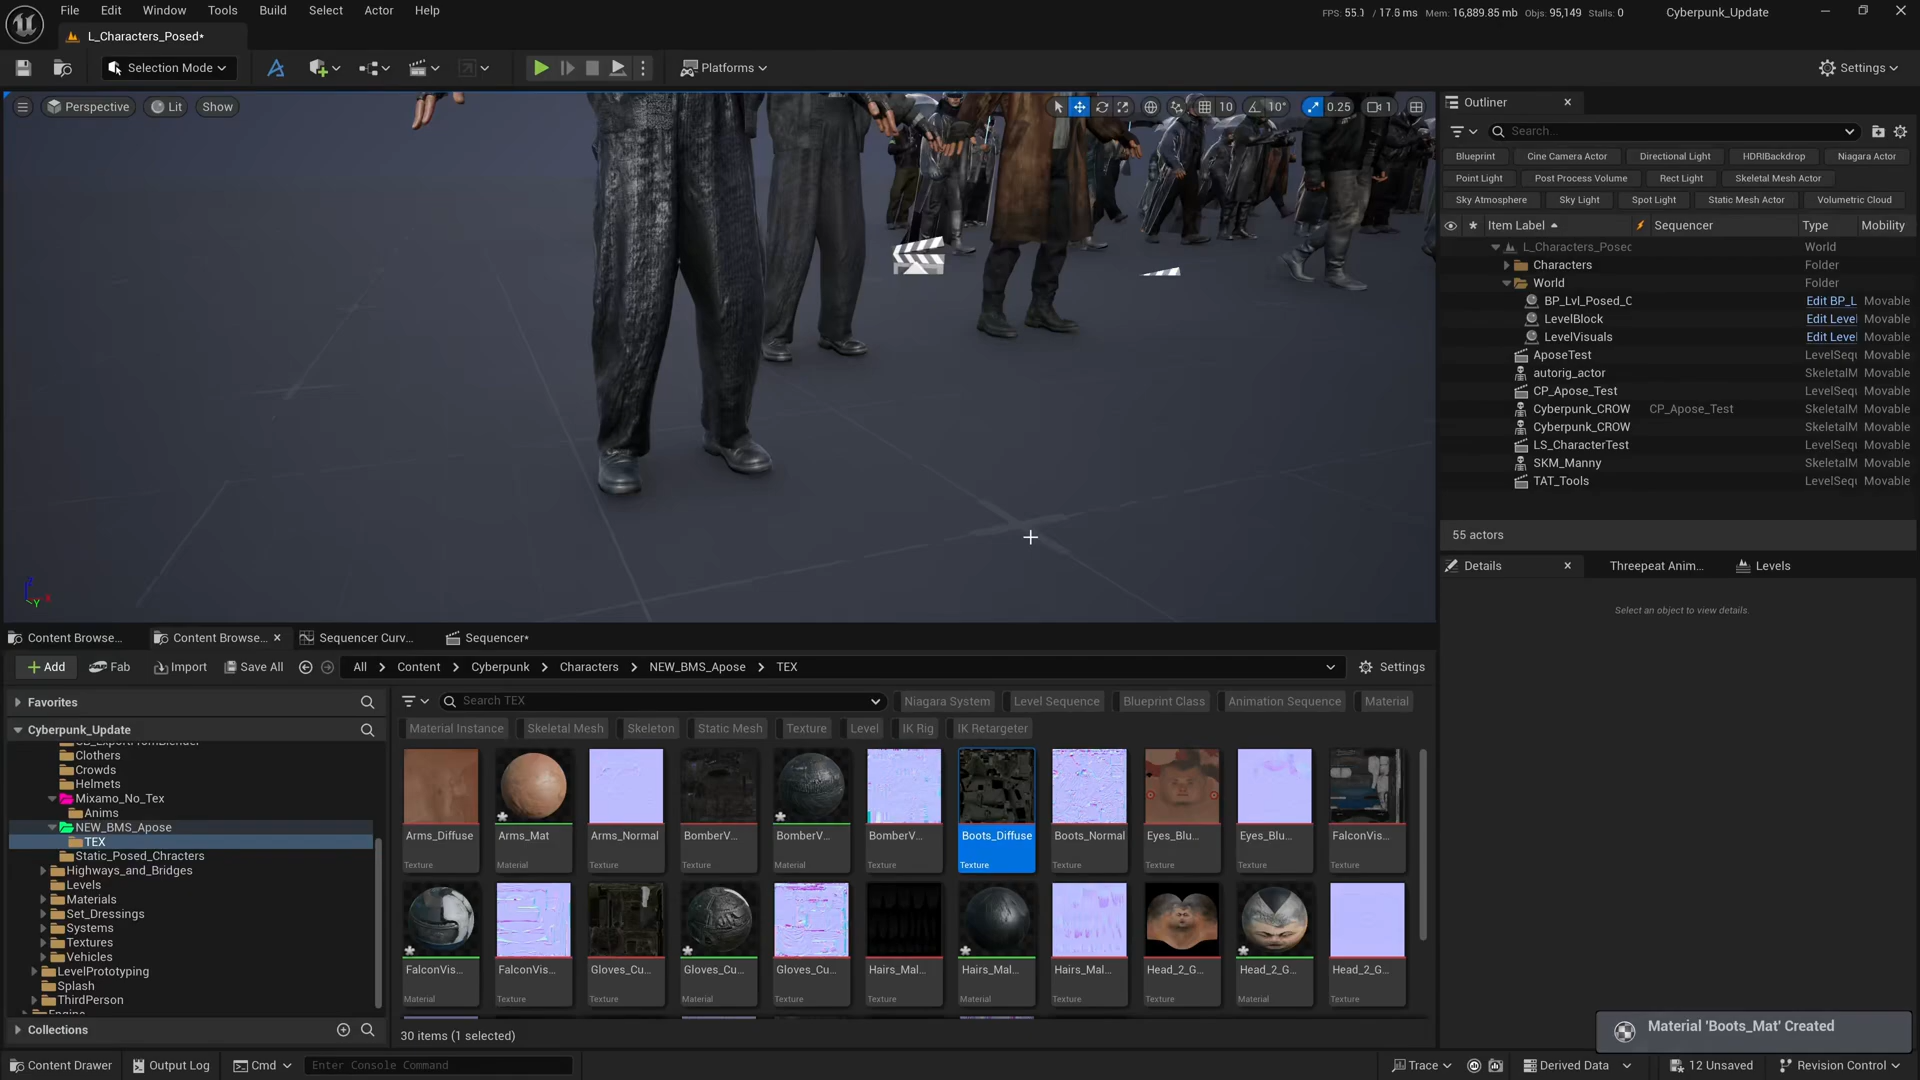 File Edit Window Tools Build Select Actor Help
FPS: 55.1 / 17.6 ms Mem: 16,889.85 mb Objs: 95,149 Stalls: 0 Cyberpunk_Update
L_Characters_Posed*
Selection Mode Platforms Settings
Perspective Lit Show 10 10° 0.25 1
Outliner
Search...
Blueprint Cine Camera Actor Directional Light HDRIBackdrop Niagara Actor
Point Light Post Process Volume Rect Light Skeletal Mesh Actor
Sky Atmosphere Sky Light Spot Light Static Mesh Actor Volumetric Cloud
Item Label Sequencer Type Mobility
L_Characters_Posec World
Characters Folder
World Folder
BP_Lvl_Posed_C Edit BP_L Movable
LevelBlock Edit Level Movable
LevelVisuals Edit Level Movable
AposeTest LevelSequ Movable
autorig_actor SkeletalM Movable
CP_Apose_Test LevelSequ Movable
Cyberpunk_CROW CP_Apose_Test SkeletalM Movable
Cyberpunk_CROW SkeletalM Movable
LS_CharacterTest LevelSequ Movable
SKM_Manny SkeletalM Movable
TAT_Tools LevelSequ Movable
55 actors
Details Threepeat Anim... Levels
Select an object to view details.
Content Browse... Content Browse... Sequencer Curv... Sequencer*
Add Fab Import Save All All Content Cyberpunk Characters NEW_BMS_Apose TEX Settings
Favorites
Cyberpunk_Update
Clothers
Crowds
Helmets
Mixamo_No_Tex
Anims
NEW_BMS_Apose
TEX
Static_Posed_Chracters
Highways_and_Bridges
Levels
Materials
Set_Dressings
Systems
Textures
Vehicles
LevelPrototyping
Splash
ThirdPerson
Collections
Search TEX Niagara System Level Sequence Blueprint Class Animation Sequence Material
Material Instance Skeletal Mesh Skeleton Static Mesh Texture Level IK Rig IK Retargeter
Arms_Diffuse Arms_Mat Arms_Normal BomberV... BomberV... BomberV... Boots_Diffuse Boots_Normal Eyes_Blu... Eyes_Blu... FalconVis...
Texture Material Texture Texture Material Texture Texture Texture Texture Texture Texture
FalconVis... FalconVis... Gloves_Cu... Gloves_Cu... Gloves_Cu... Hairs_Mal... Hairs_Mal... Hairs_Mal... Head_2_G... Head_2_G... Head_2_G...
Material Texture Texture Material Texture Texture Material Texture Texture Material Texture
30 items (1 selected)
Material 'Boots_Mat' Created
Content Drawer Output Log Cmd Enter Console Command Trace Derived Data 12 Unsaved Revision Control